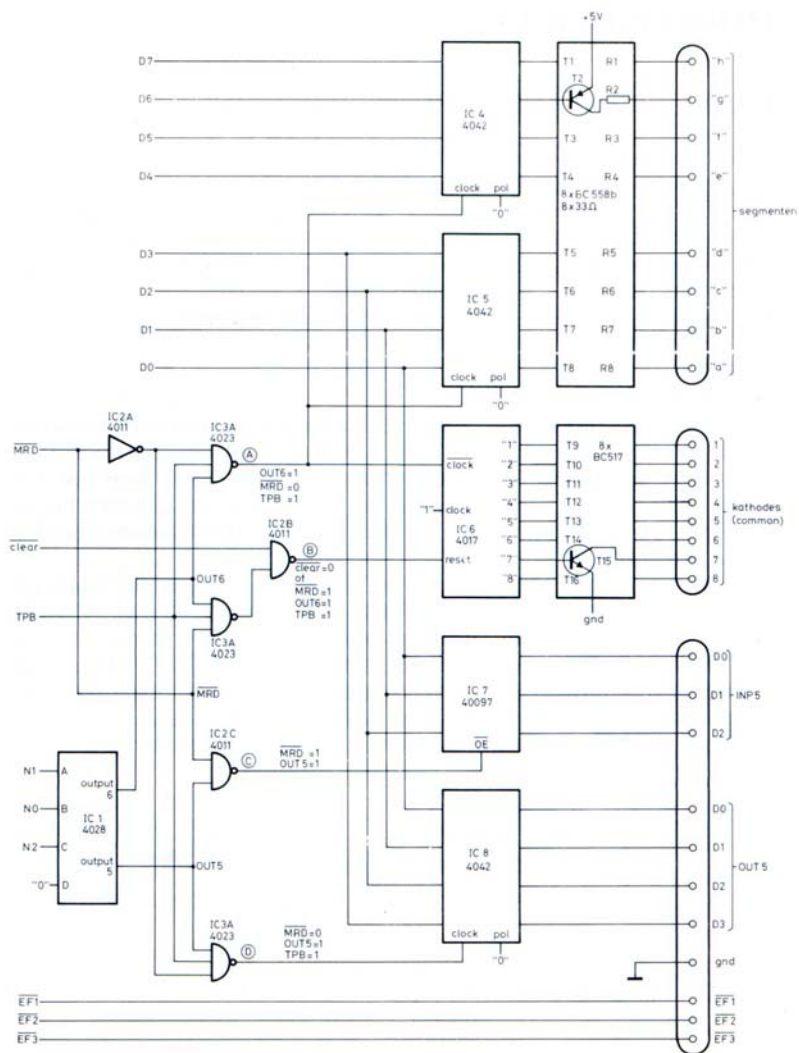 +5V
D7
T1 R1
"h"
T2
D6
R2
"g"
IC 4
4042
D5
T3 R3
"f"
D4
T4 R4
"e"
clock pol
8x BC558b
8x33Ω
"0"
segmenten
D3
T5 R5
"d"
D2
IC 5
4042
T6 R6
"c"
D1
T7 R7
"b"
D0
T8 R8
"a"
clock pol
"0"
IC2A
4011
IC3A
4023
MRD
A
OUT6=1
MRD=0
TPB =1
clock
"1"
"2"
"3"
"4"
"5"
"6"
"7"
"8"
"1"
clock
IC 6
4017
reset
T9
T10
T11
T12
T13
T14
T15
T16
8x
BC517
gnd
1
2
3
4
5
6
7
8
kathodes
(common)
clear
IC2B
4011
B
clear=0
of
MRD=1
OUT6=1
TPB =1
OUT6
TPB
IC3A
4023
MRD
IC 7
40097
OE
D0
D1
D2
INP5
IC2C
4011
C
MRD =1
OUT5=1
N1 A
output
6
N0 B
IC 1
4028
N2 C
output
5
"0" D
OUT5
IC 8
4042
D0
D1
D2
D3
OUT 5
clock pol
"0"
IC3A
4023
D
MRD=0
OUT5=1
TPB =1
gnd
EF1 EF1
EF2 EF2
EF3 EF3